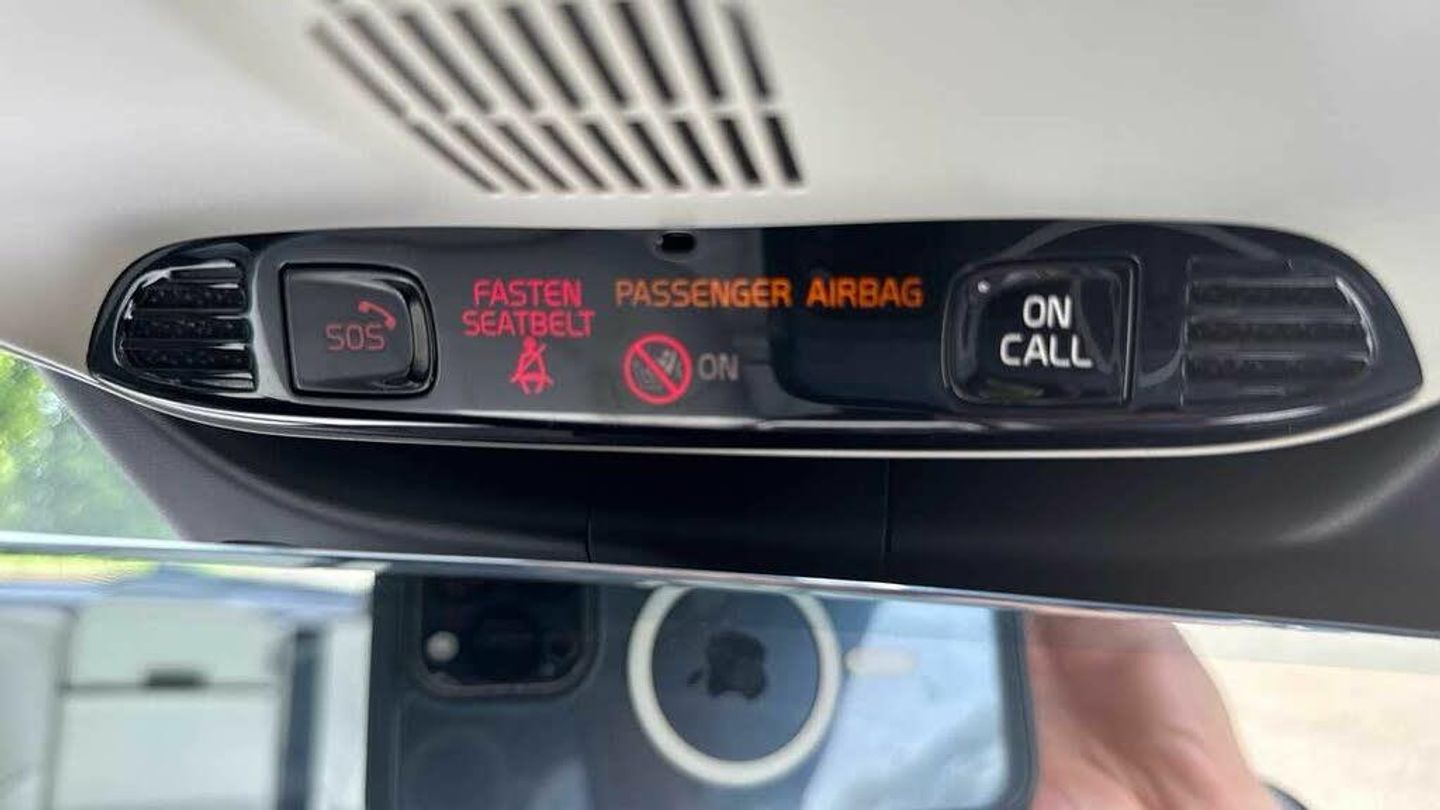 SOS
FASTEN
SEATBELT
PASSENGER AIRBAG
ON
ON
CALL